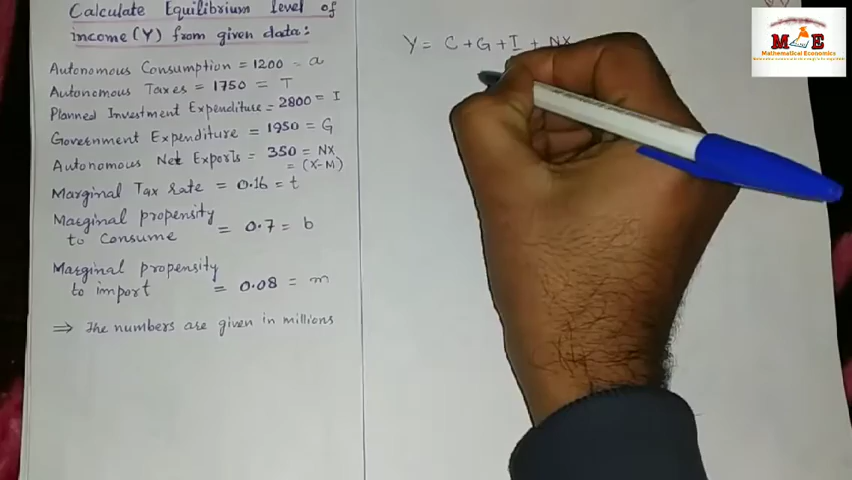 Calculate Equilibrium level of
income (Y) from given data:
Autonomous Consumption = 1200 = a
Autonomous Taxes = 1750 = T
Planned Investment Expenditure = 2800 = I
Government Expenditure = 1950 = G
Autonomous Net Exports = 350 = NX
= (X-M)
Marginal Tax rate = 0.16 = t
Marginal propensity
to Consume = 0.7 = b
Marginal propensity
to import = 0.08 = m
⇒ The numbers are given in millions
Y = C + G + I + NX
M E
Mathematical Economics